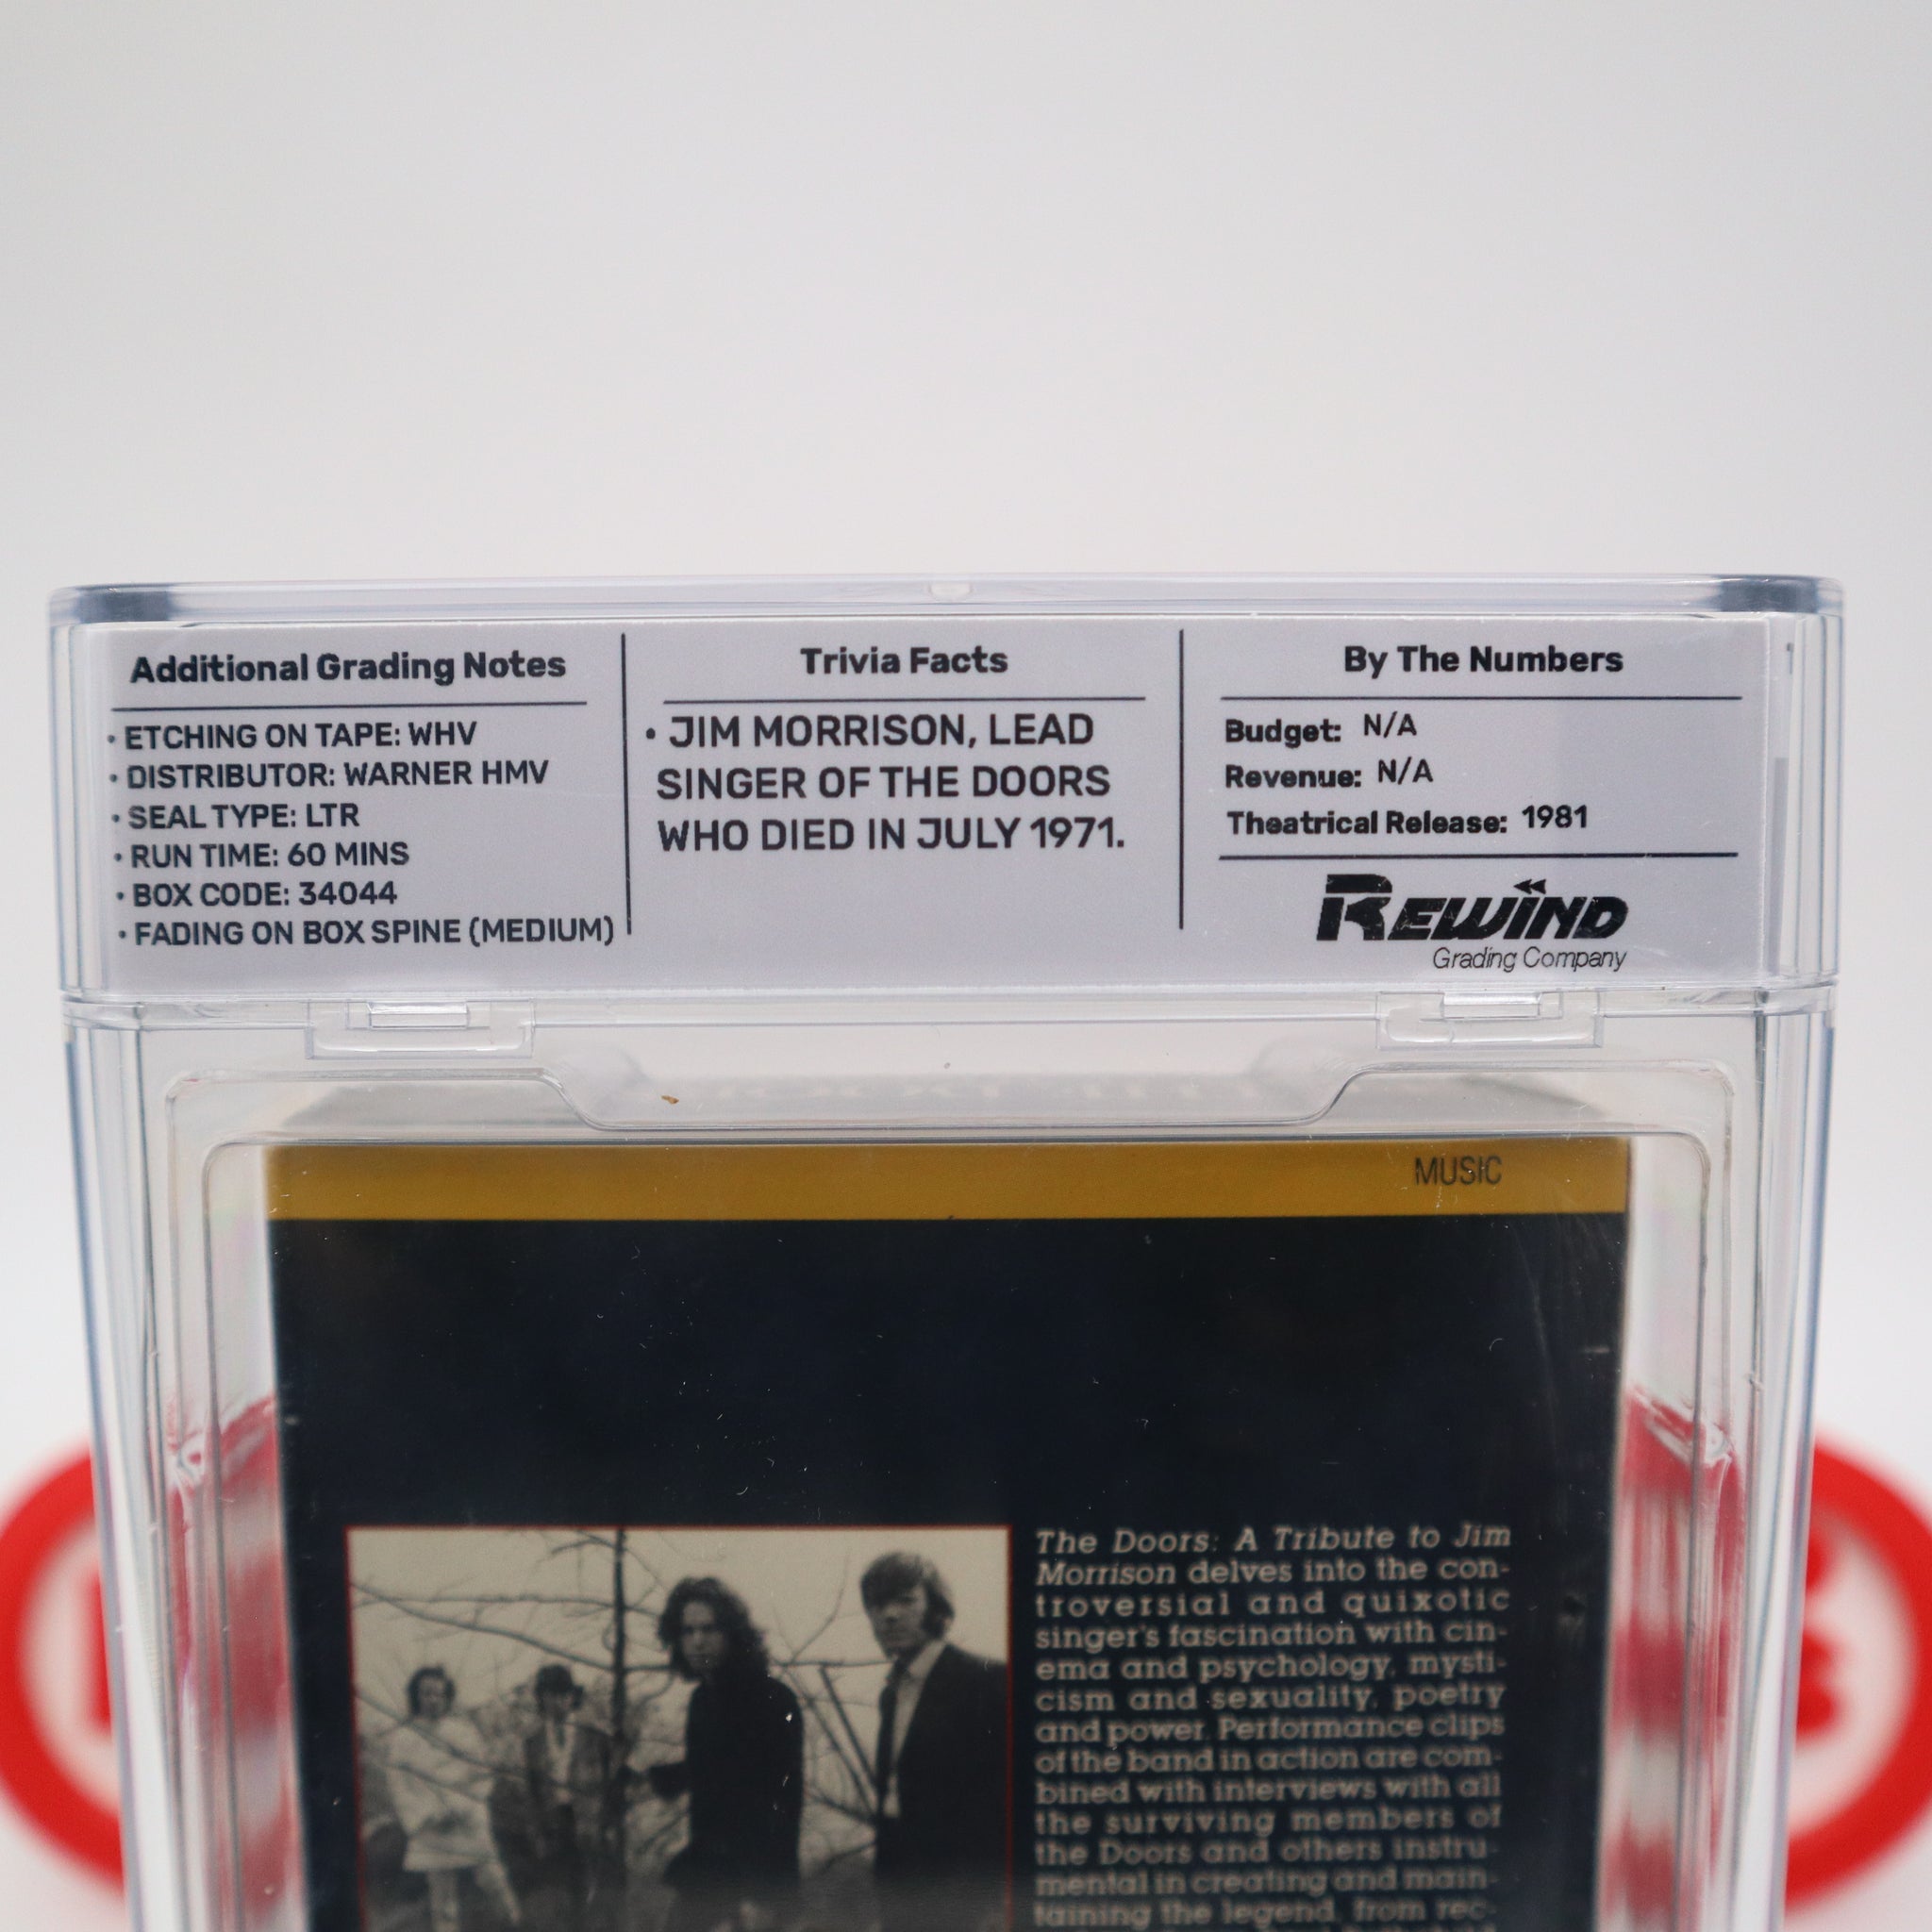 Additional Grading Notes
• ETCHING ON TAPE: WHV
• DISTRIBUTOR: WARNER HMV
• SEAL TYPE: LTR
• RUN TIME: 60 MINS
• BOX CODE: 34044
• FADING ON BOX SPINE (MEDIUM)
Trivia Facts
• JIM MORRISON, LEAD
SINGER OF THE DOORS
WHO DIED IN JULY 1971.
By The Numbers
Budget: N/A
Revenue: N/A
Theatrical Release: 1981
REWIND
Grading Company
MUSIC
The Doors: A Tribute to Jim
Morrison delves into the con-
troversial and quixotic
singer's fascination with cin-
ema and psychology, mysti-
cism and sexuality, poetry
and power. Performance clips
of the band in action are com-
bined with interviews with all
the surviving members of
the Doors and others instru-
mental in creating and main-
taining the legend, from rec-